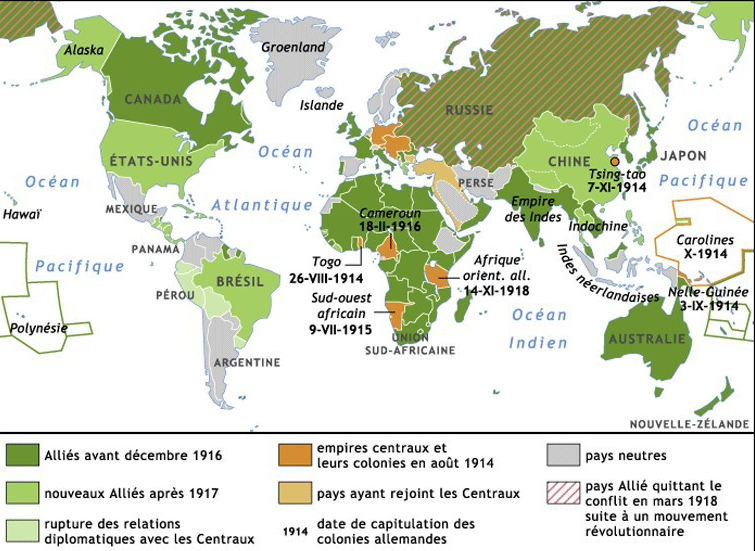 Alaska
Groenland
CANADA
Islande
RUSSIE
ÉTATS-UNIS
Océan
Atlantique
Océan
Pacifique
Hawaï
MEXIQUE
PANAMÁ
PÉROU
BRÉSIL
ARGENTINE
Polynésie
CHINE
JAPON
Tsing-tao
7-XI-1914
Océan
Pacifique
PERSE
Empire
des Indes
Indochine
Cameroun
18-II-1916
Togo
26-VIII-1914
Sud-ouest
africain
9-VII-1915
Afrique
orient. all.
14-XI-1918
UNION
SUD-AFRICAINE
Océan
Indien
Indes néerlandaises
Carolines
X-1914
Nelle-Guinée
3-IX-1914
AUSTRALIE
NOUVELLE-ZÉLANDE
Alliés avant décembre 1916
nouveaux Alliés après 1917
rupture des relations
diplomatiques avec les Centraux
empires centraux et
leurs colonies en août 1914
pays ayant rejoint les Centraux
1914 date de capitulation des
colonies allemandes
pays neutres
pays Allié quittant le
conflit en mars 1918
suite à un mouvement
révolutionnaire